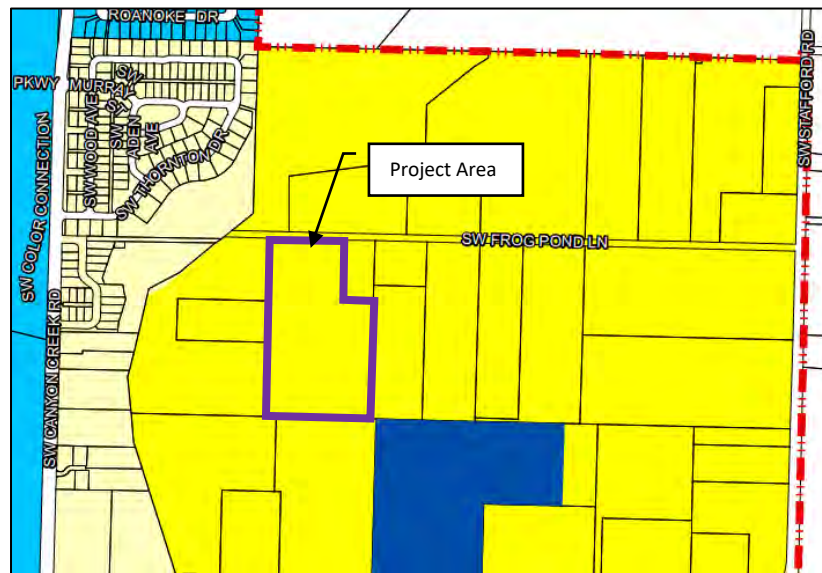 ROANOKE DR
PKWY
MURRAY
SW
ST
SW WOOD AVE
SW
ADEN
AVE
SW THORNTON DR
SW COLOR CONNECTION
SW CANYON CREEK RD
Project Area
SW FROG POND LN
SW STAFFORD RD